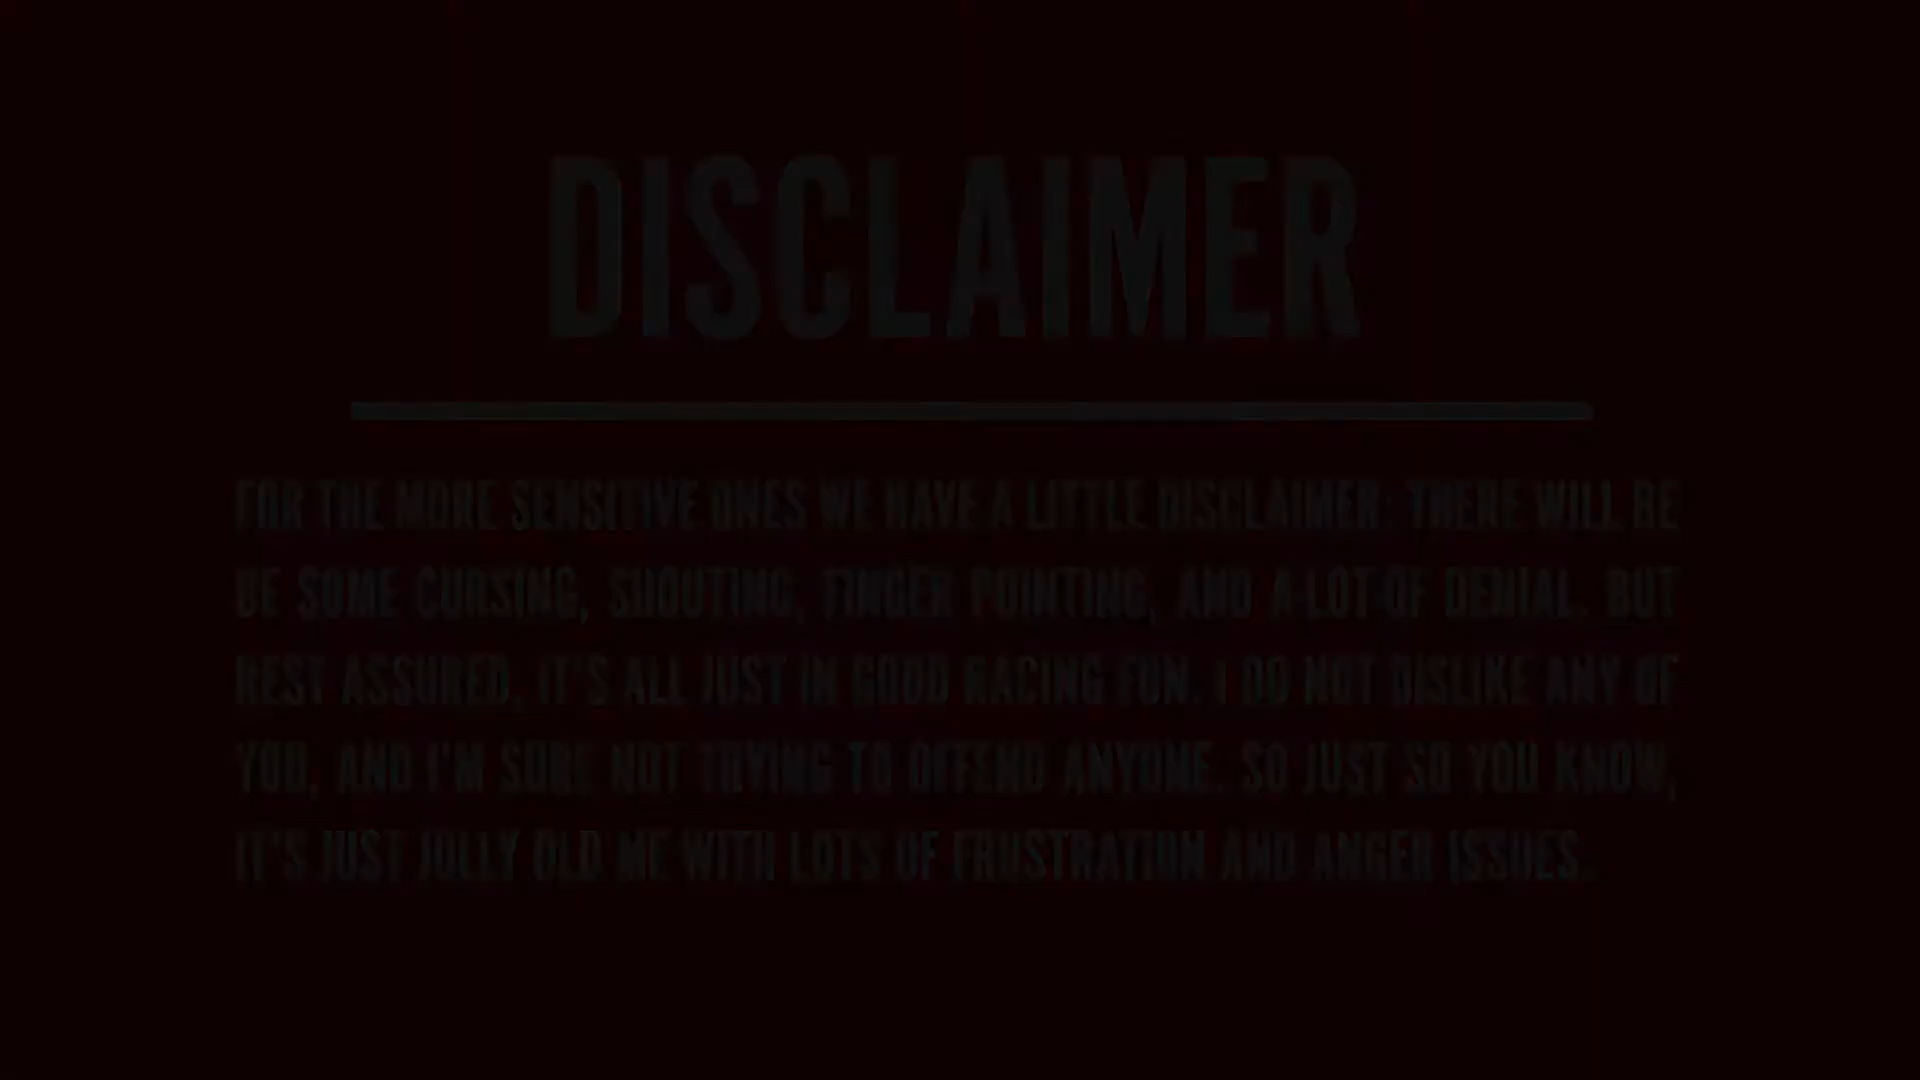 DISCLAIMER
FOR THE MORE SENSITIVE ONES WE HAVE A LITTLE DISCLAIMER: THERE WILL BE
BE SOME CURSING, SHOUTING, FINGER POINTING, AND A-LOT-OF DENIAL. BUT
REST ASSURED, IT'S ALL JUST IN GOOD RACING FUN. I DO NOT DISLIKE ANY OF
YOU, AND I'M SURE NOT TRYING TO OFFEND ANYONE. SO JUST SO YOU KNOW,
IT'S JUST JOLLY OLD ME WITH LOTS OF FRUSTRATION AND ANGER ISSUES.